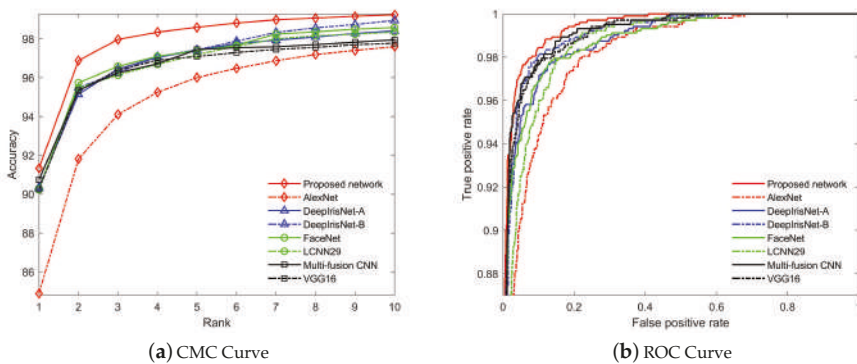 100
98
96
94
92
90
88
86
Accuracy
1 2 3 4 5 6 7 8 9 10
Rank
Proposed network
AlexNet
DeepIrisNet-A
DeepIrisNet-B
FaceNet
LCNN29
Multi-fusion CNN
VGG16
(a) CMC Curve
1
0.98
0.96
0.94
0.92
0.9
0.88
True positive rate
0 0.2 0.4 0.6 0.8
False positive rate
Proposed network
AlexNet
DeepIrisNet-A
DeepIrisNet-B
FaceNet
LCNN29
Multi-fusion CNN
VGG16
(b) ROC Curve